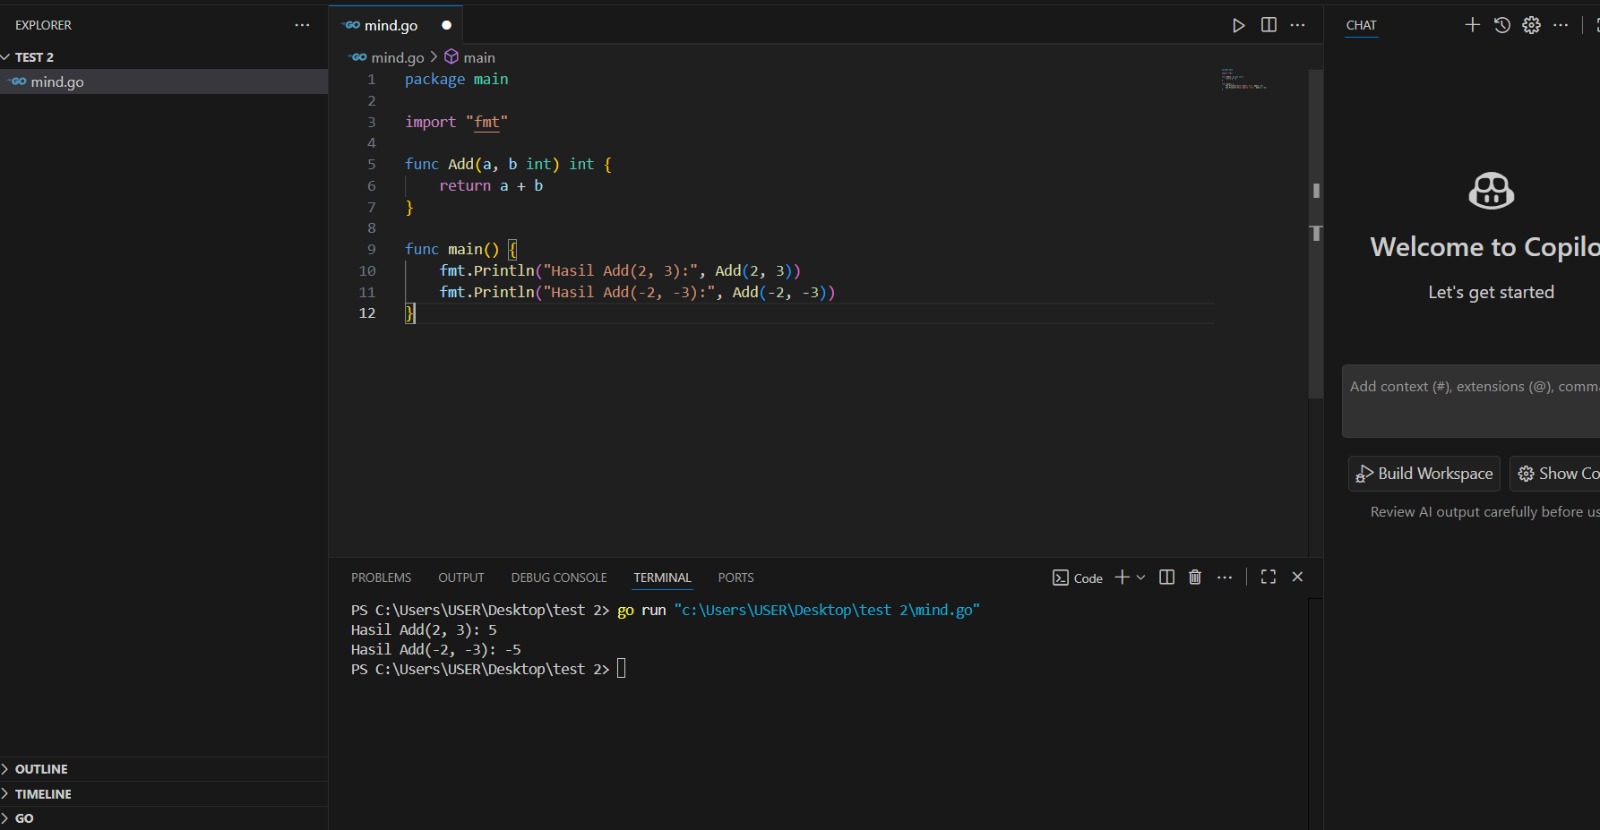 EXPLORER
TEST 2
GO mind.go
GO mind.go
GO mind.go > main
1 package main
2
3 import "fmt"
4
5 func Add(a, b int) int {
6 return a + b
7 }
8
9 func main() {
10 fmt.Println("Hasil Add(2, 3):", Add(2, 3))
11 fmt.Println("Hasil Add(-2, -3):", Add(-2, -3))
12 }
PROBLEMS OUTPUT DEBUG CONSOLE TERMINAL PORTS
Code
PS C:\Users\USER\Desktop\test 2> go run "c:\Users\USER\Desktop\test 2\mind.go"
Hasil Add(2, 3): 5
Hasil Add(-2, -3): -5
PS C:\Users\USER\Desktop\test 2>
OUTLINE
TIMELINE
GO
CHAT
Welcome to Copilo
Let's get started
Add context (#), extensions (@), comma
Build Workspace Show Co
Review AI output carefully before us